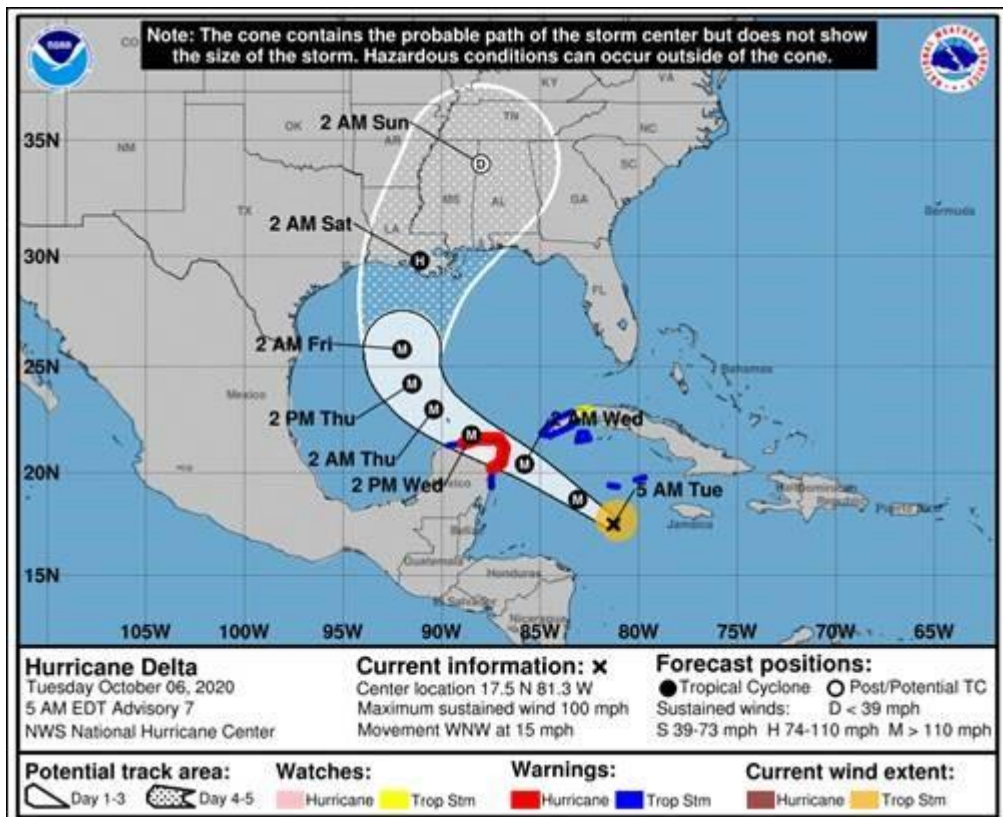 Note: The cone contains the probable path of the storm center but does not show
the size of the storm. Hazardous conditions can occur outside of the cone.
NOAA
CO
KY
VA
OK
TN
2 AM Sun
AR
NC
35N
NM
D
SC
MS
AL
GA
TX
Bermuda
LA
2 AM Sat
30N
H
FL
2 AM Fri
M
25N
M
Bahamas
Mexico
2 PM Thu
M
2 AM Wed
M
2 AM Thu
M
20N
2 PM Wed
Mexico
M
5 AM Tue
Haiti
Dominican
Republic
Puerto Rico
Jamaica
Belize
Guatemala
Honduras
15N
El Salvador
Nicaragua
105W 100W 95W 90W 85W 80W 75W 70W 65W
Hurricane Delta
Tuesday October 06, 2020
5 AM EDT Advisory 7
NWS National Hurricane Center
Current information: x
Center location 17.5 N 81.3 W
Maximum sustained wind 100 mph
Movement WNW at 15 mph
Forecast positions:
Tropical Cyclone Post/Potential TC
Sustained winds: D < 39 mph
S 39-73 mph H 74-110 mph M > 110 mph
Potential track area:
Day 1-3 Day 4-5
Watches:
Hurricane Trop Stm
Warnings:
Hurricane Trop Stm
Current wind extent:
Hurricane Trop Stm